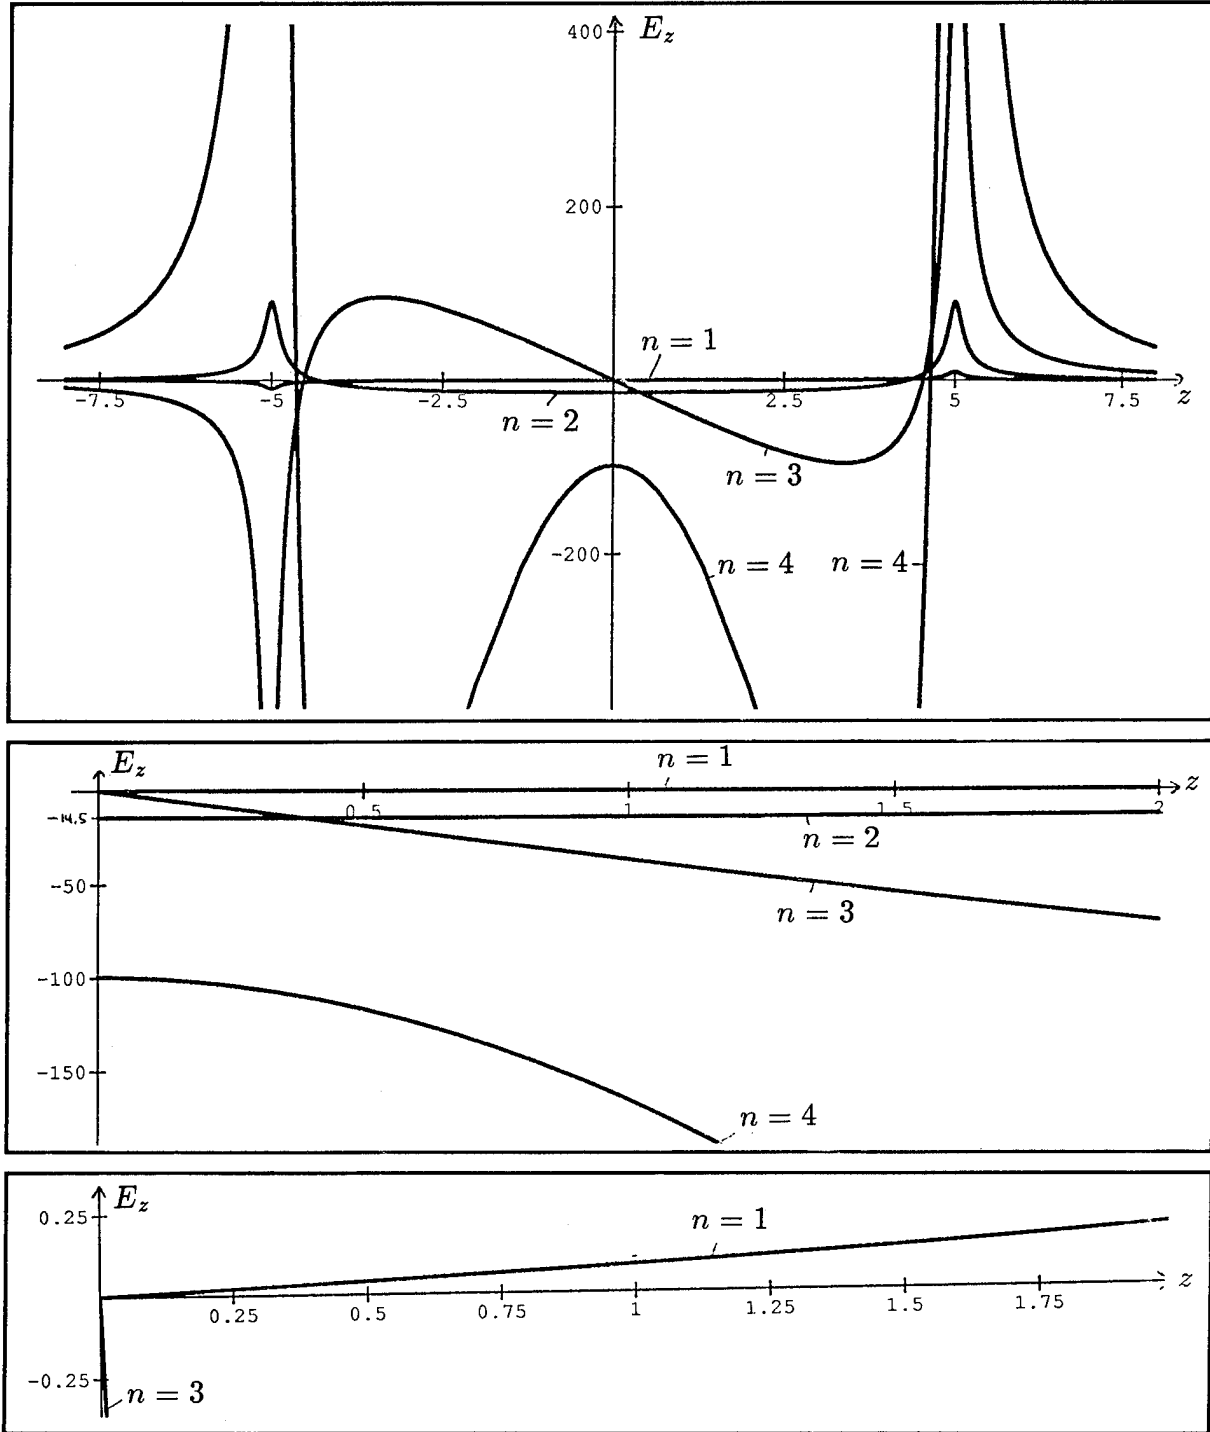 400 E_z
200
n = 1
-7.5 -5 -2.5 2.5 5 7.5 z
n = 2
n = 3
-200 n = 4 n = 4
E_z n = 1
z
0.5 1 1.5 2
-14.5
n = 2
-50
n = 3
-100
-150
n = 4
E_z
0.25 n = 1
z
0.25 0.5 0.75 1 1.25 1.5 1.75
-0.25 n = 3